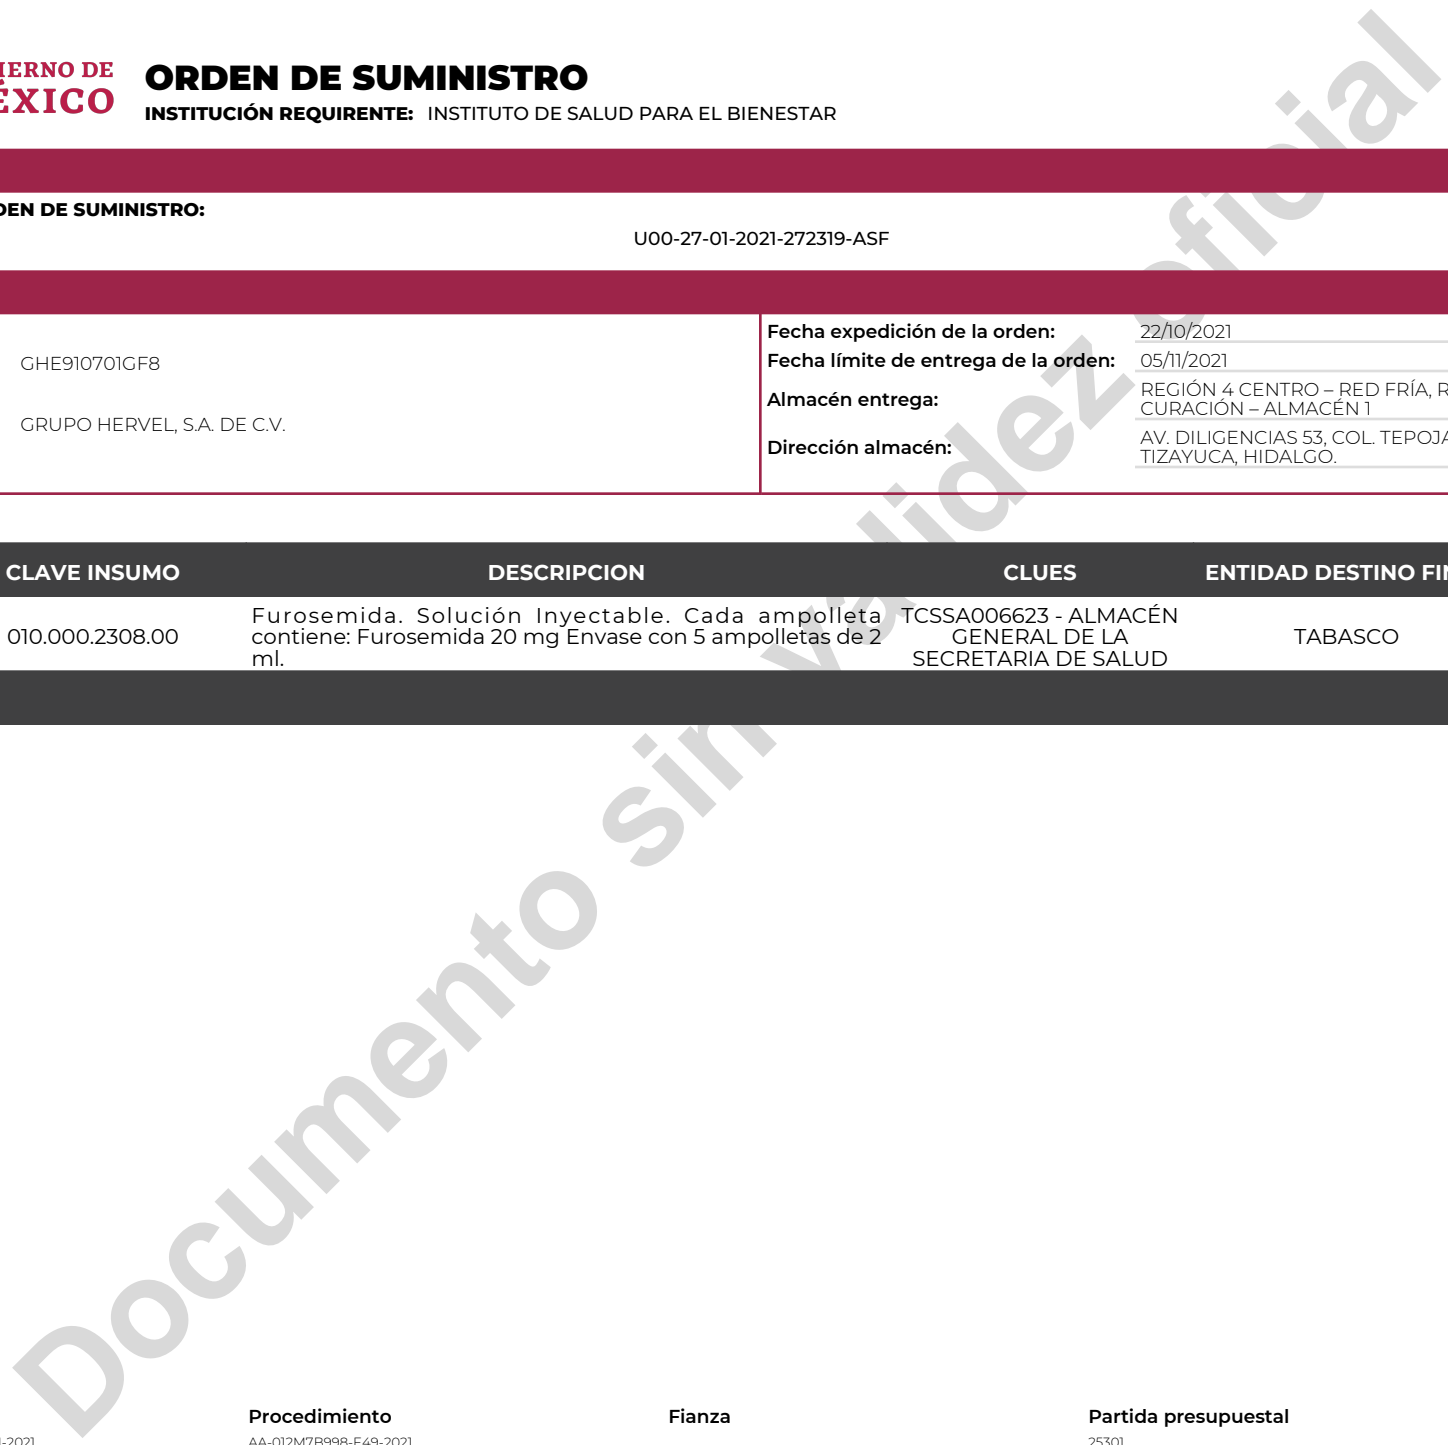 ORDEN DE SUMINISTRO
INSTITUCIÓN REQUIRENTE: INSTITUTO DE SALUD PARA EL BIENESTAR
DE
DE SUMINISTRO:
U00-27-01-2021-272319-ASF
GHE910701GF8
GRUPO HERVEL, S.A. DE C.V.
Fecha expedición de la orden: 22/10/2021
Fecha límite de entrega de la orden: 05/11/2021
Almacén entrega: REGIÓN 4 CENTRO – RED FRÍA,
CURACIÓN – ALMACÉN 1
Dirección almacén: AV. DILIGENCIAS 53, COL.
TIZAYUCA, HIDALGO.
CLAVE INSUMO DESCRIPCION CLUES ENTIDAD DESTINO
010.000.2308.00
Furosemida. Solución Inyectable. Cada ampolleta
contiene: Furosemida 20 mg Envase con 5 ampolletas de 2
ml.
TCSSA006623 - ALMACÉN
GENERAL DE LA
SECRETARIA DE SALUD
TABASCO
Documento sin validez oficial
Procedimiento Fianza Partida presupuestal